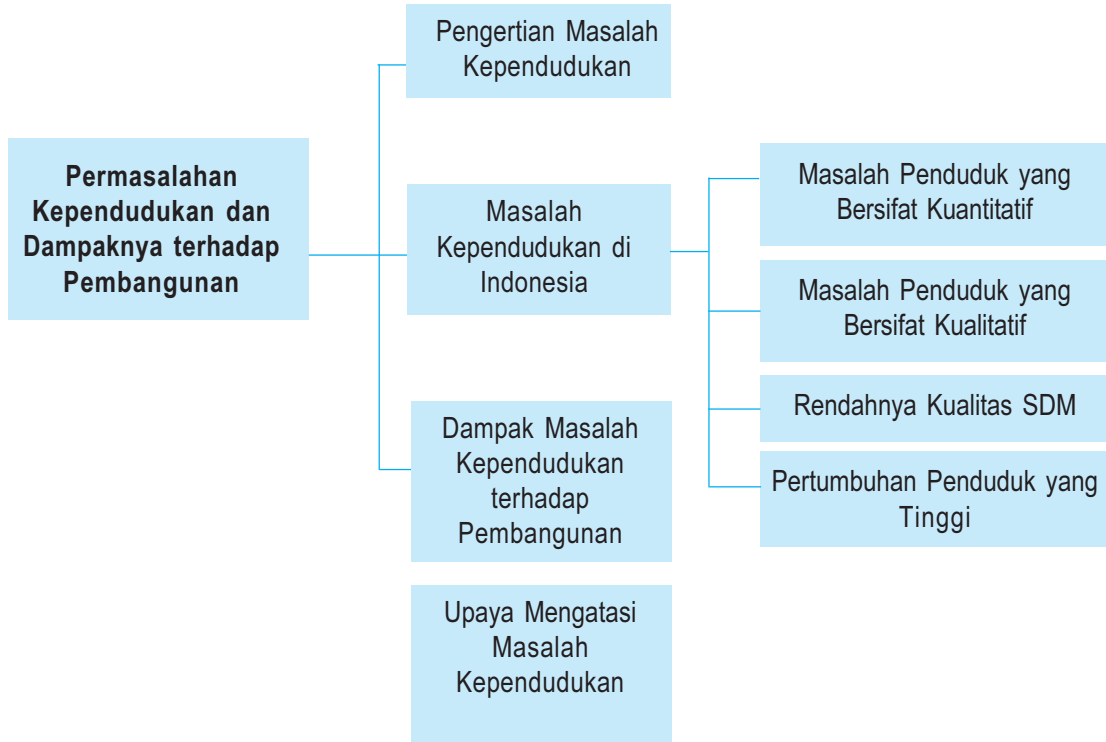 Permasalahan
Kependudukan dan
Dampaknya terhadap
Pembangunan
Pengertian Masalah
Kependudukan
Masalah
Kependudukan di
Indonesia
Masalah Penduduk yang
Bersifat Kuantitatif
Masalah Penduduk yang
Bersifat Kualitatif
Rendahnya Kualitas SDM
Pertumbuhan Penduduk yang
Tinggi
Dampak Masalah
Kependudukan
terhadap
Pembangunan
Upaya Mengatasi
Masalah
Kependudukan